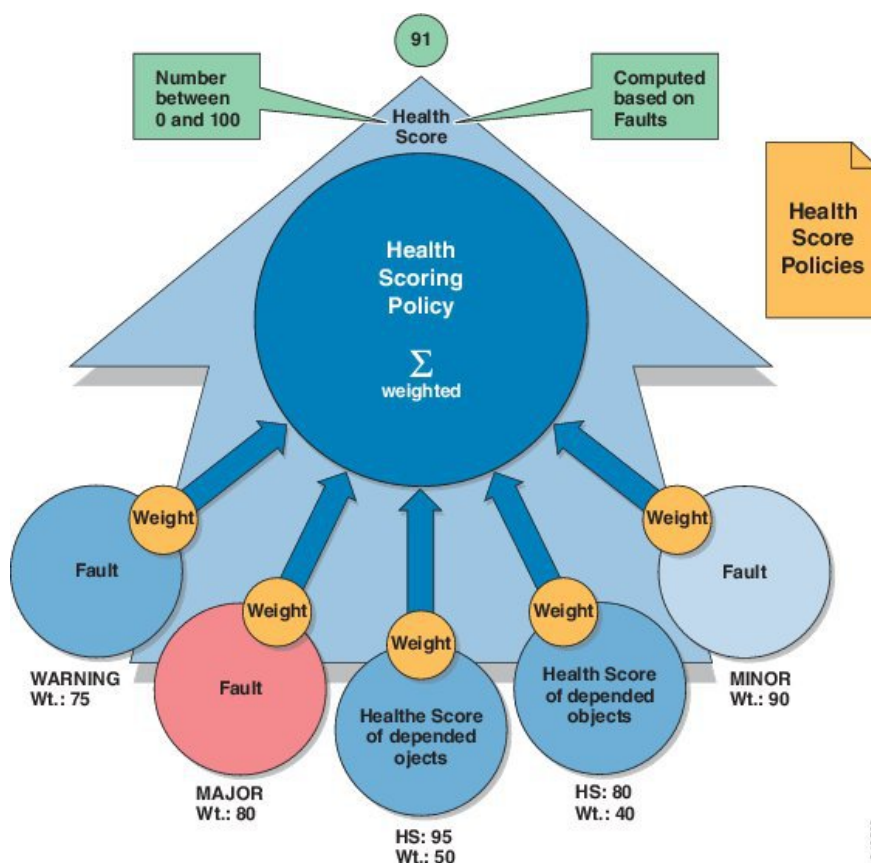 91
Number
between
0 and 100
Computed
based on
Faults
Health
Score
Health
Score
Policies
Health
Scoring
Policy
Σ
weighted
Weight
Fault
WARNING
Wt.: 75
Weight
Fault
MAJOR
Wt.: 80
Weight
Healthe Score
of depended
ojects
HS: 95
Wt.: 50
Weight
Health Score
of depended
objects
HS: 80
Wt.: 40
Weight
Fault
MINOR
Wt.: 90